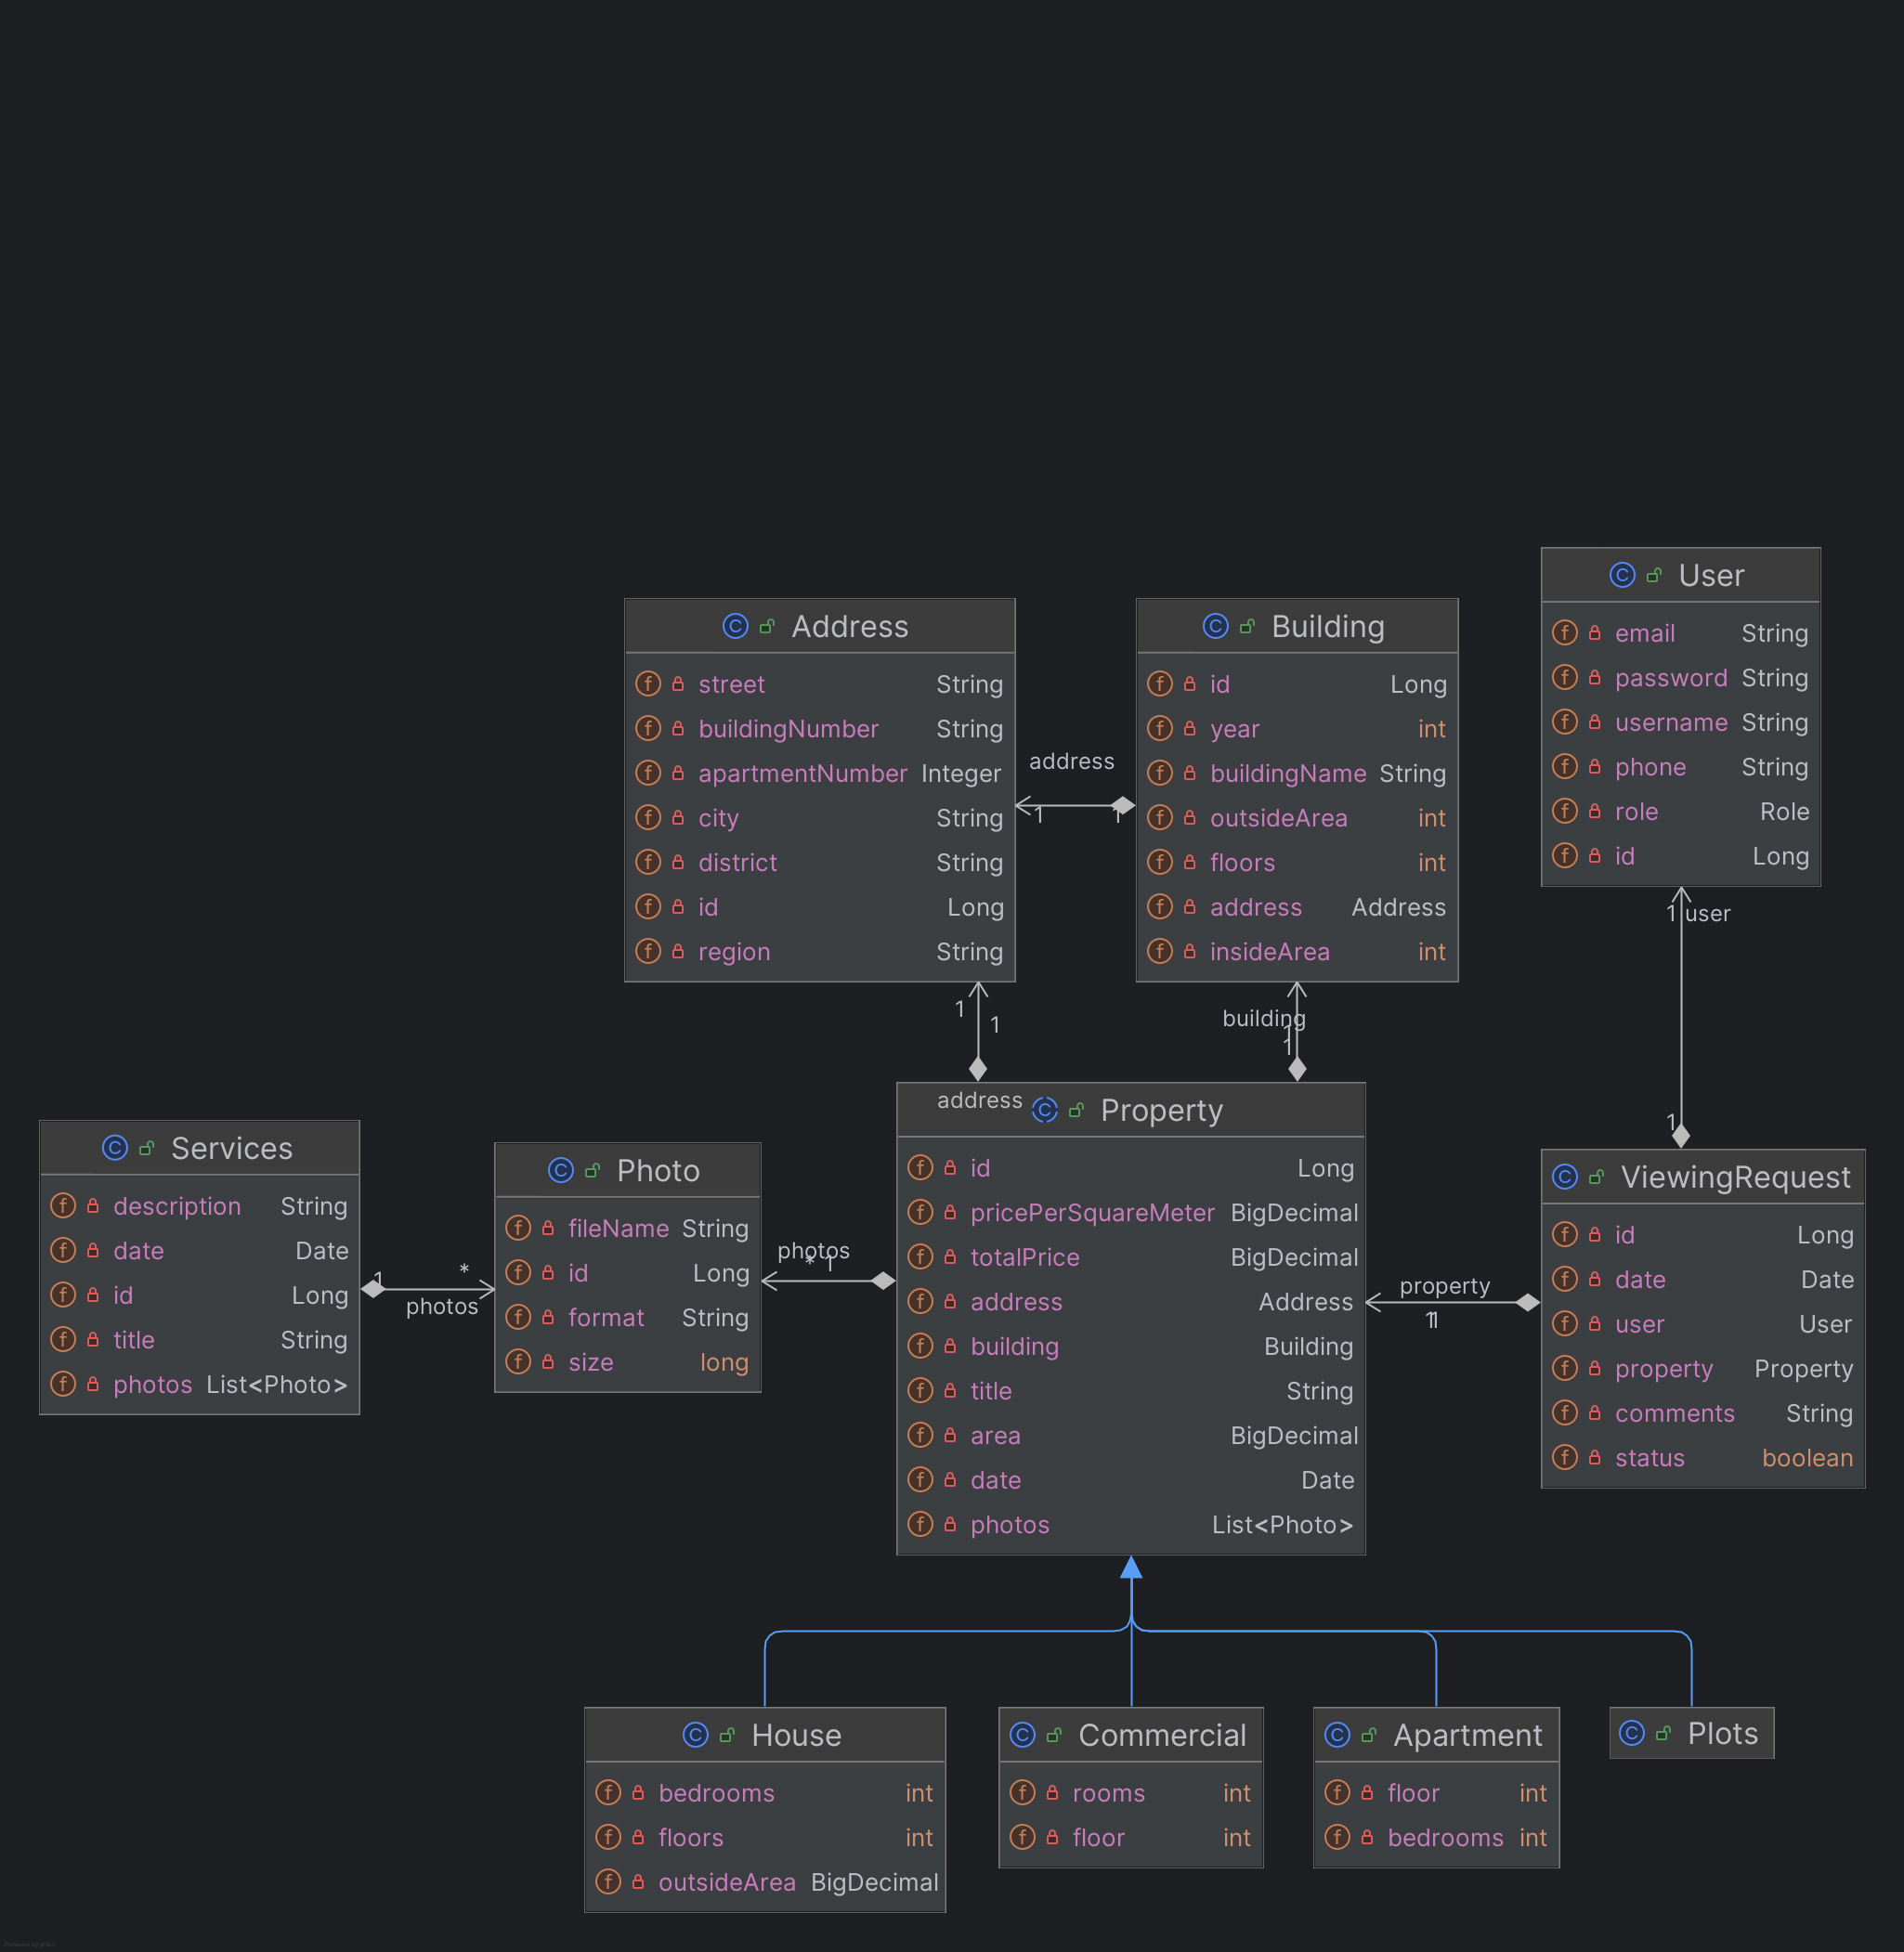 User
email String
password String
username String
phone String
role Role
id Long
Address
street String
buildingNumber String
apartmentNumber Integer
city String
district String
id Long
region String
address
1 1
Building
id Long
year int
buildingName String
outsideArea int
floors int
address Address
insideArea int
1 user
1
1
1
address
building
1
1
Services
description String
date Date
id Long
title String
photos List<Photo>
1 *
photos
Photo
fileName String
id Long
format String
size long
photos
* 1
Property
id Long
pricePerSquareMeter BigDecimal
totalPrice BigDecimal
address Address
building Building
title String
area BigDecimal
date Date
photos List<Photo>
property
11
ViewingRequest
id Long
date Date
user User
property Property
comments String
status boolean
House
bedrooms int
floors int
outsideArea BigDecimal
Commercial
rooms int
floor int
Apartment
floor int
bedrooms int
Plots